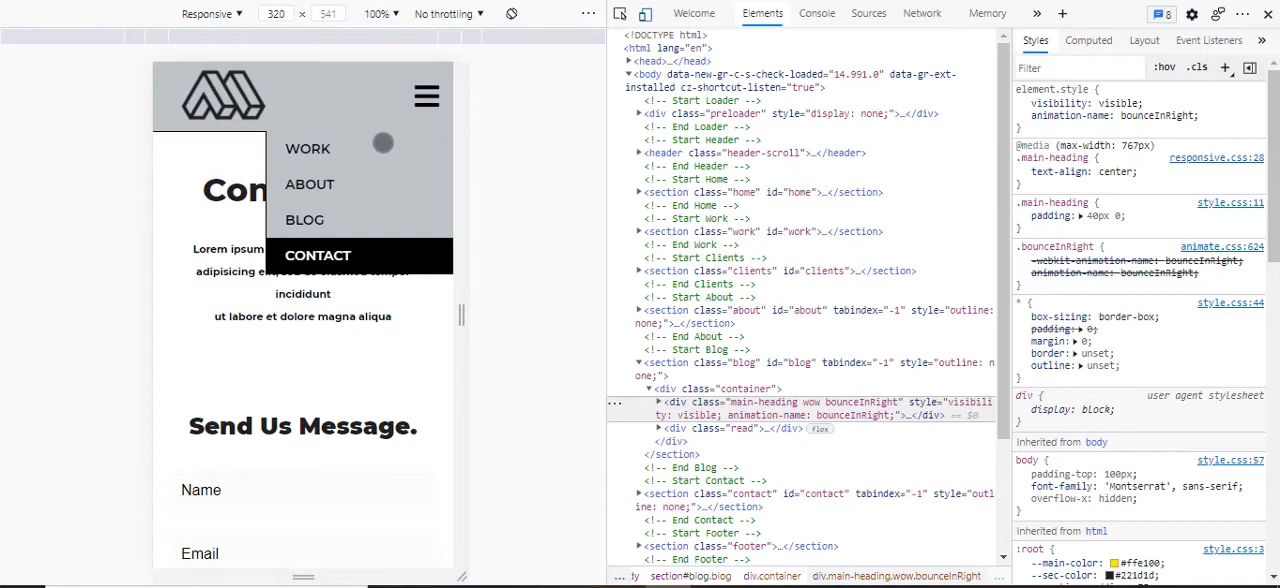 Responsive ▼ 320 × 541 100% ▼ No throttling ▼
Welcome Elements Console Sources Network Memory 8
WORK
ABOUT
BLOG
CONTACT
Con
Lorem ipsum
adipisicing
incididunt
ut labore et dolore magna aliqua
Send Us Message.
Name
Email
<!DOCTYPE html>
<html lang="en">
<head>…</head>
<body data-new-gr-c-s-check-loaded="14.991.0" data-gr-ext-
installed cz-shortcut-listen="true">
<!-- Start Loader -->
<div class="preloader" style="display: none;">…</div>
<!-- End Loader -->
<!-- Start Header -->
<header class="header-scroll">…</header>
<!-- End Header -->
<!-- Start Home -->
<section class="home" id="home">…</section>
<!-- End Home -->
<!-- Start Work -->
<section class="work" id="work">…</section>
<!-- End Work -->
<!-- Start Clients -->
<section class="clients" id="clients">…</section>
<!-- End Clients -->
<!-- Start About -->
<section class="about" id="about" tabindex="-1" style="outline:
none;">…</section>
<!-- End About -->
<!-- Start Blog -->
<section class="blog" id="blog" tabindex="-1" style="outline: n
one;">
<div class="container">
<div class="main-heading wow bounceInRight" style="visibili
ty: visible; animation-name: bounceInRight;">…</div> == $0
<div class="read">…</div> flex
</div>
</section>
<!-- End Blog -->
<!-- Start Contact -->
<section class="contact" id="contact" tabindex="-1" style="outl
ine: none;">…</section>
<!-- End Contact -->
<!-- Start Footer -->
<section class="footer">…</section>
<!-- End Footer -->
… ty section#blog.blog div.container div.main-heading.wow.bounceInRight …
Styles Computed Layout Event Listeners
Filter :hov .cls +
element.style {
visibility: visible;
animation-name: bounceInRight;
}
@media (max-width: 767px)
.main-heading { responsive.css:28
text-align: center;
}
.main-heading { style.css:11
padding: 40px 0;
}
.bounceInRight { animate.css:624
-webkit-animation-name: bounceInRight;
animation-name: bounceInRight;
}
* { style.css:44
box-sizing: border-box;
padding: 0;
margin: 0;
border: unset;
outline: unset;
}
div { user agent stylesheet
display: block;
}
Inherited from body
body { style.css:57
padding-top: 100px;
font-family: 'Montserrat', sans-serif;
overflow-x: hidden;
}
Inherited from html
:root { style.css:3
--main-color: #ffe100;
--sec-color: #221d1d;